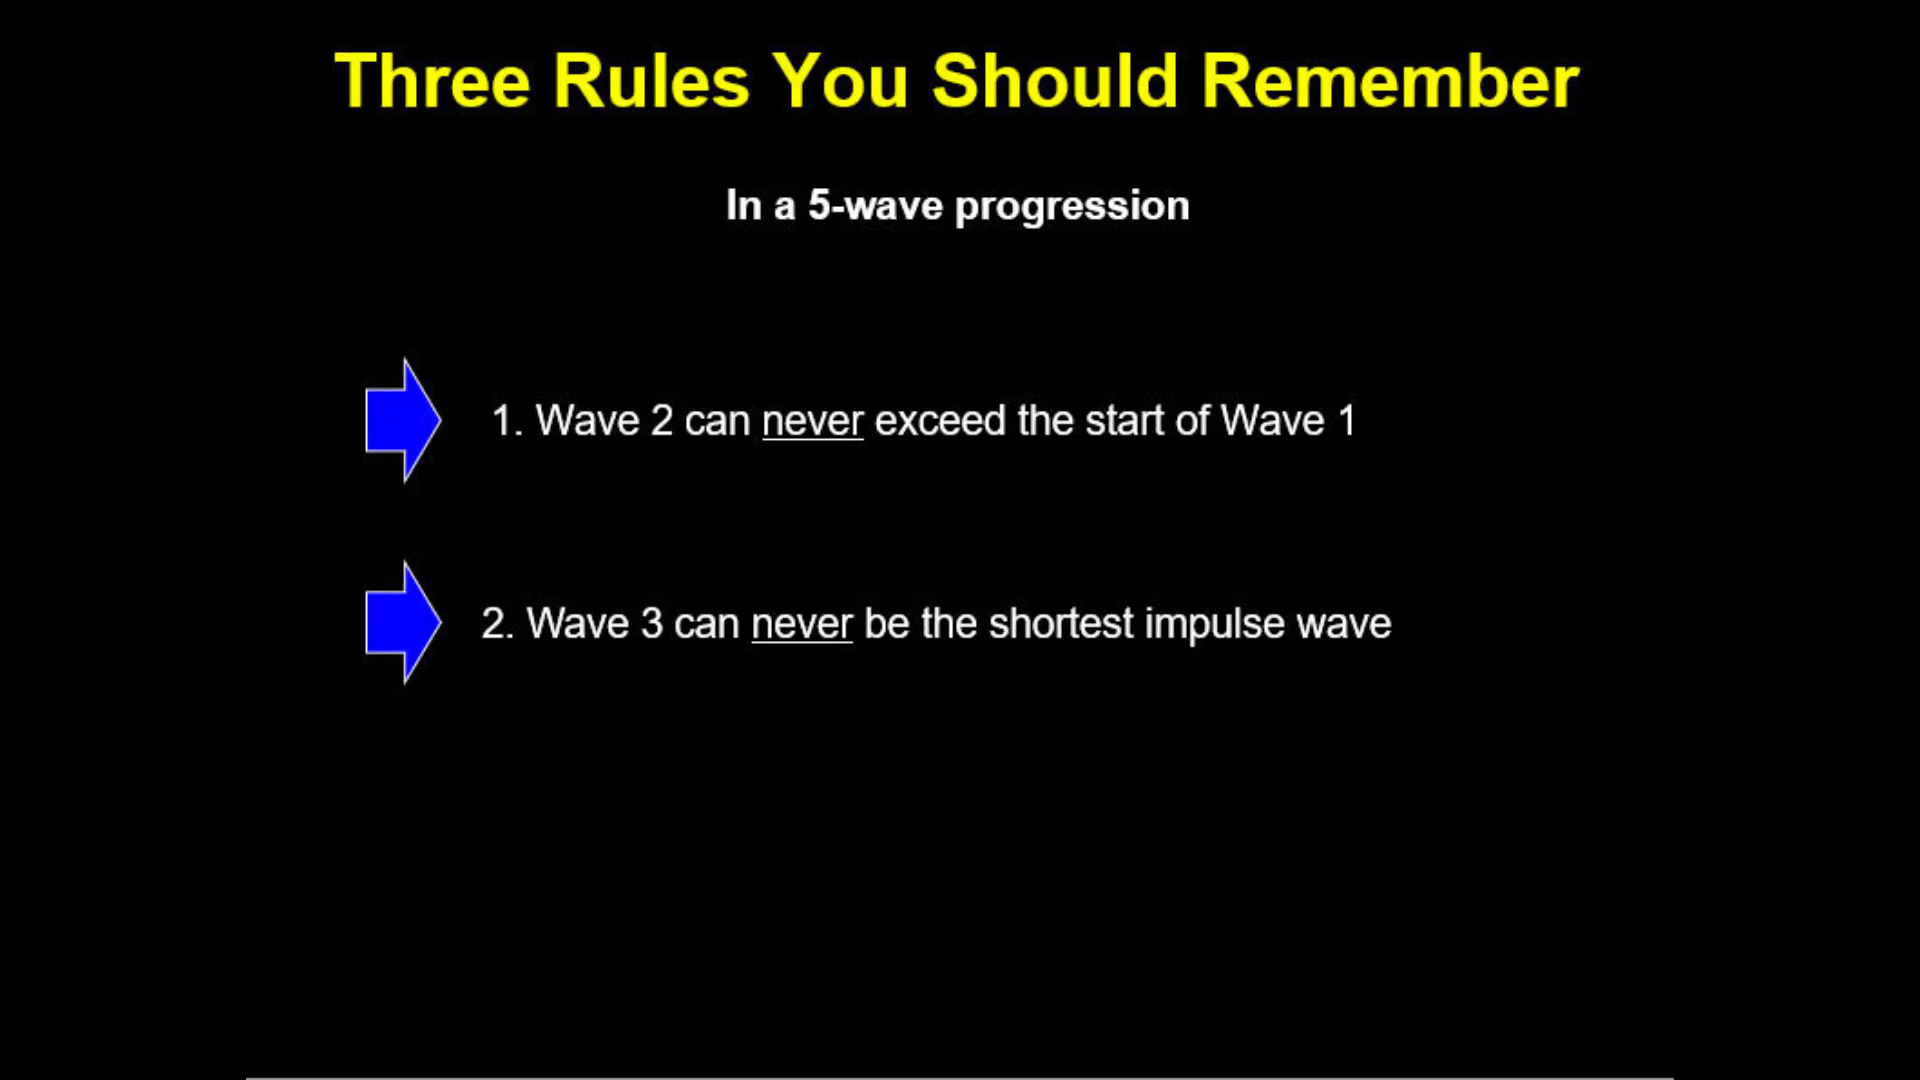 Three Rules You Should Remember
In a 5-wave progression
1. Wave 2 can never exceed the start of Wave 1
2. Wave 3 can never be the shortest impulse wave